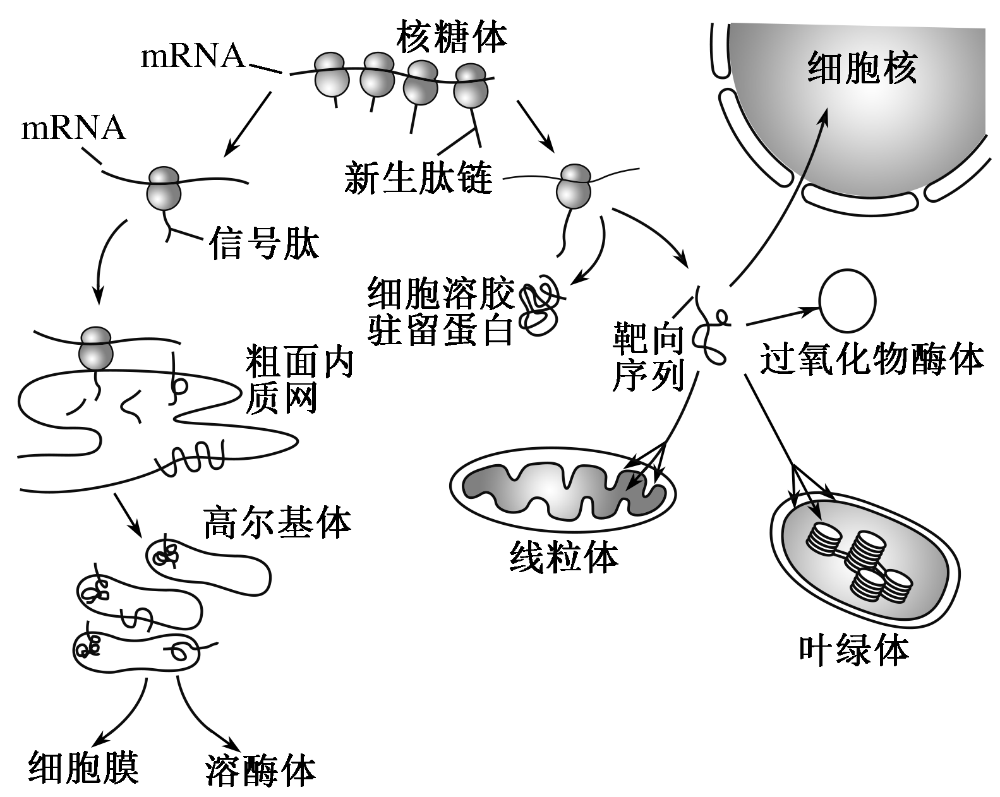 核糖体
mRNA
细胞核
mRNA
新生肽链
信号肽
细胞溶胶
驻留蛋白
靶向
序列
过氧化物酶体
粗面内
质网
高尔基体
线粒体
叶绿体
细胞膜
溶酶体